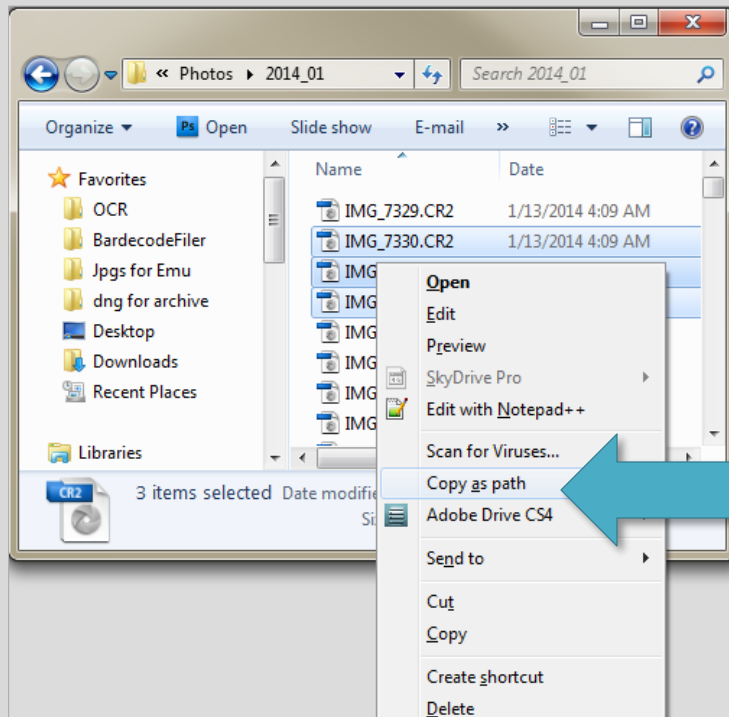 « Photos ▸ 2014_01
Search 2014_01
Organize
Ps Open
Slide show
E-mail
»
Name
Date
Favorites
OCR
BardecodeFiler
Jpgs for Emu
dng for archive
Desktop
Downloads
Recent Places
Libraries
IMG_7329.CR2 1/13/2014 4:09 AM
IMG_7330.CR2 1/13/2014 4:09 AM
IMG
IMG
IMG
IMG
IMG
IMG
Open
Edit
Preview
SkyDrive Pro
Edit with Notepad++
Scan for Viruses...
Copy as path
Adobe Drive CS4
Send to
Cut
Copy
Create shortcut
Delete
CR2
3 items selected Date modifie
Si